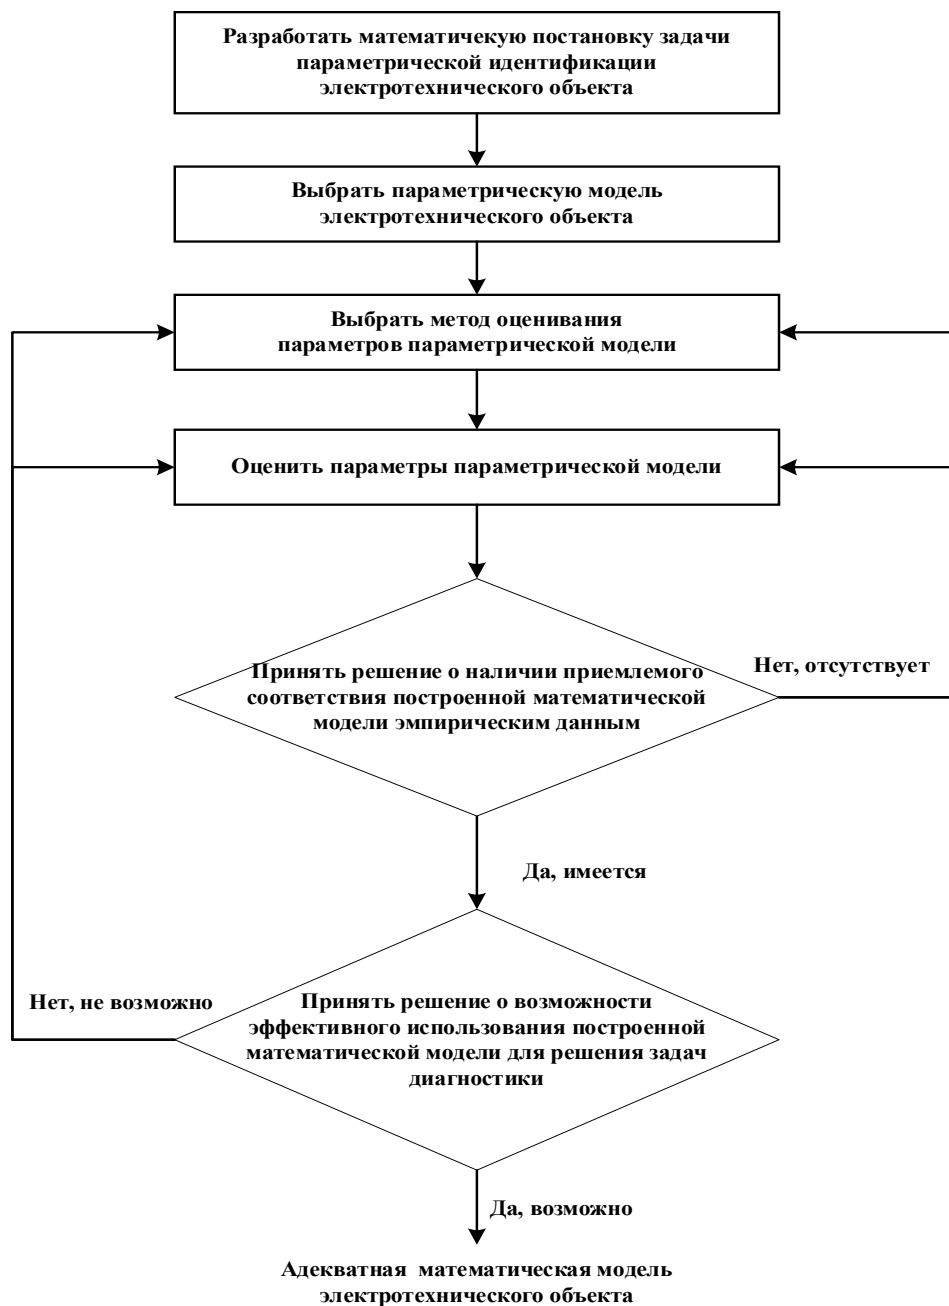 Разработать математичекую постановку задачи
параметрической идентификации
электротехнического объекта
Выбрать параметрическую модель
электротехнического объекта
Выбрать метод оценивания
параметров параметрической модели
Оценить параметры параметрической модели
Принять решение о наличии приемлемого
соответствия построенной математической
модели эмпирическим данным
Нет, отсутствует
Да, имеется
Нет, не возможно
Принять решение о возможности
эффективного использования построенной
математической модели для решения задач
диагностики
Да, возможно
Адекватная математическая модель
электротехнического объекта